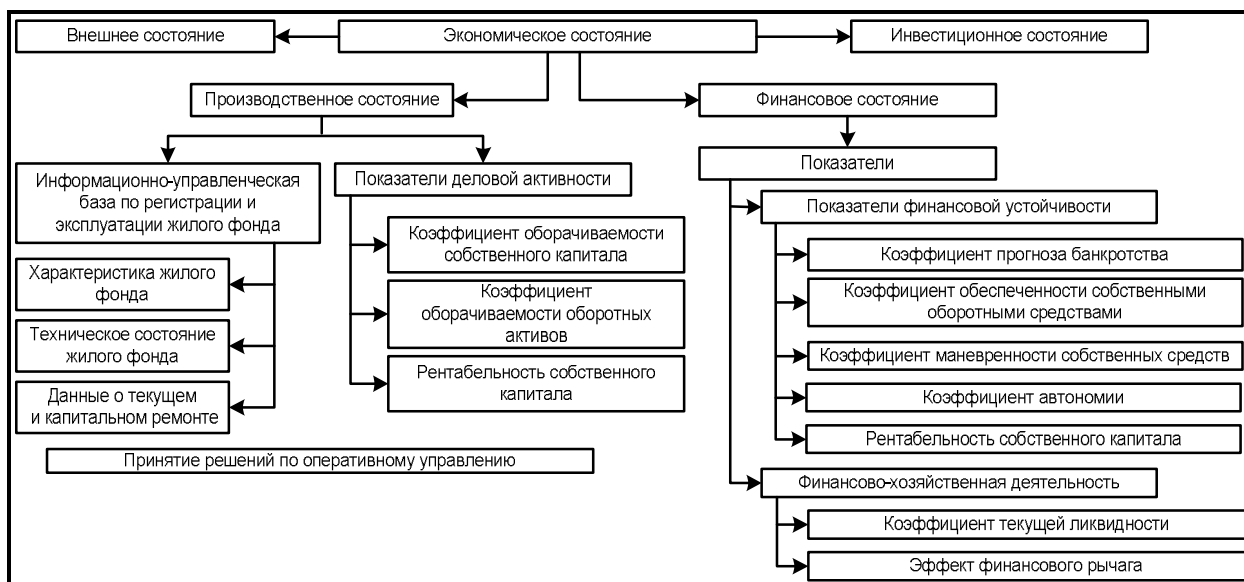 Внешнее состояние
Экономическое состояние
Инвестиционное состояние
Производственное состояние
Финансовое состояние
Информационно-управленческая
база по регистрации и
эксплуатации жилого фонда
Показатели деловой активности
Показатели
Характеристика жилого
фонда
Техническое состояние
жилого фонда
Данные о текущем
и капитальном ремонте
Коэффициент оборачиваемости
собственного капитала
Коэффициент
оборачиваемости оборотных
активов
Рентабельность собственного
капитала
Показатели финансовой устойчивости
Коэффициент прогноза банкротства
Коэффициент обеспеченности собственными
оборотными средствами
Коэффициент маневренности собственных средств
Коэффициент автономии
Рентабельность собственного капитала
Финансово-хозяйственная деятельность
Коэффициент текущей ликвидности
Эффект финансового рычага
Принятие решений по оперативному управлению